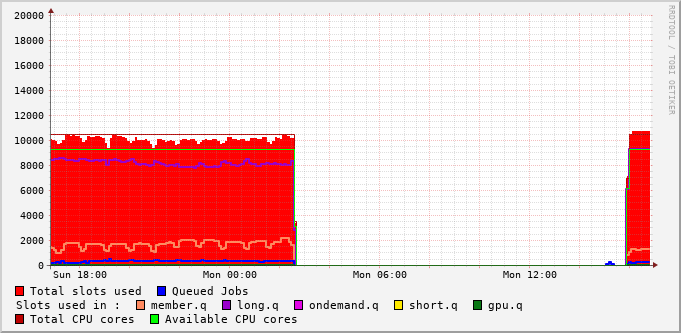 RRDTOOL / TOBI OETIKER
20000
18000
16000
14000
12000
10000
8000
6000
4000
2000
0
Sun 18:00 Mon 00:00 Mon 06:00 Mon 12:00
Total slots used Queued Jobs
Slots used in : member.q long.q ondemand.q short.q gpu.q
Total CPU cores Available CPU cores